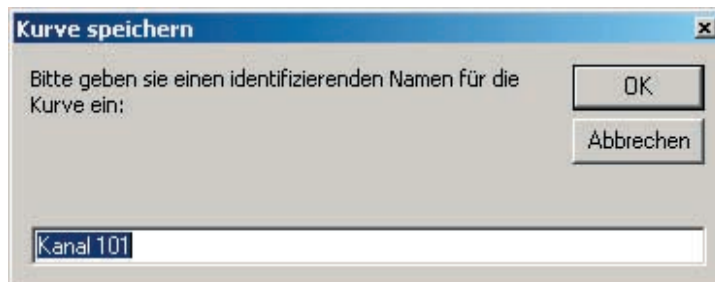 Kurve speichern
Bitte geben sie einen identifizierenden Namen für die
Kurve ein:
OK
Abbrechen
Kanal 101